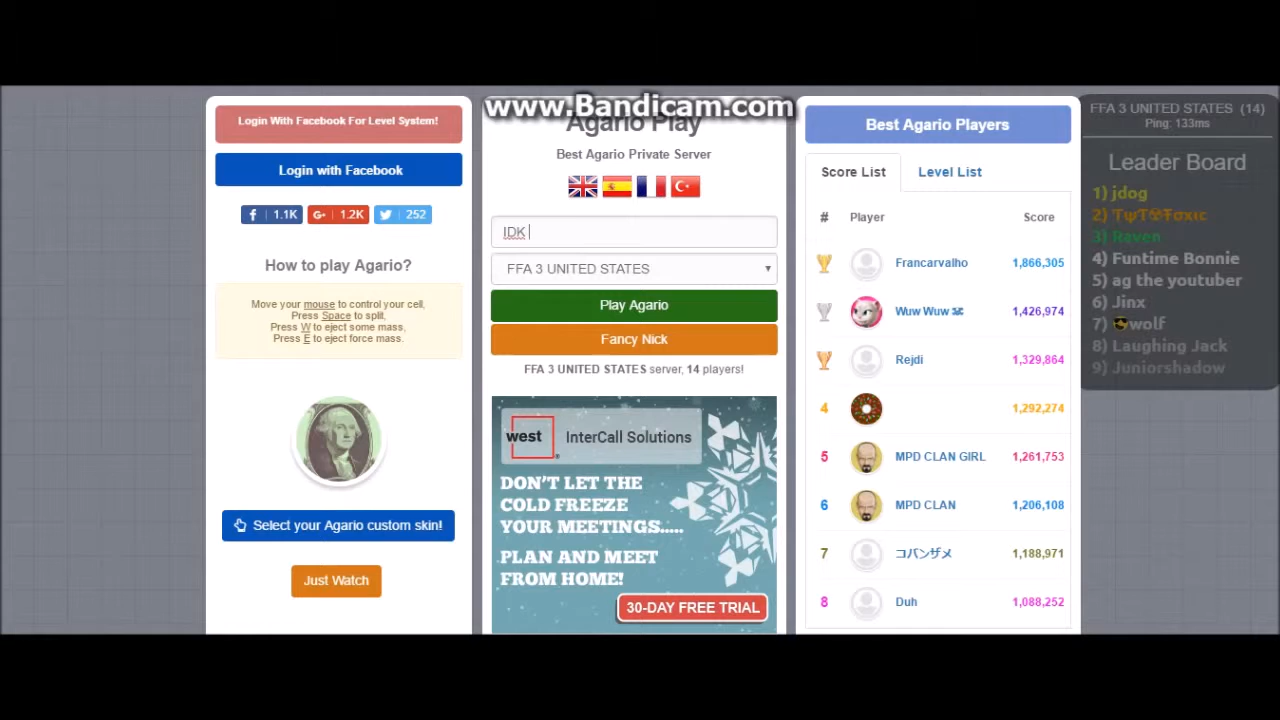 www.Bandicam.com
Login With Facebook For Level System!
Login with Facebook
1.1K
G+ 1.2K
252
How to play Agario?
Move your mouse to control your cell,
Press Space to split,
Press W to eject some mass,
Press E to eject force mass.
Select your Agario custom skin!
Just Watch
Agario Play
Best Agario Private Server
IDK
FFA 3 UNITED STATES
Play Agario
Fancy Nick
FFA 3 UNITED STATES server, 14 players!
west
InterCall Solutions
DON'T LET THE
COLD FREEZE
YOUR MEETINGS.....
PLAN AND MEET
FROM HOME!
30-DAY FREE TRIAL
Best Agario Players
Score List Level List
# Player Score
Francarvalho 1,866,305
Wuw Wuw 1,426,974
Rejdi 1,329,864
4 1,292,274
5 MPD CLAN GIRL 1,261,753
6 MPD CLAN 1,206,108
7 コバンザメ 1,188,971
8 Duh 1,088,252
FFA 3 UNITED STATES (14)
Ping: 133ms
Leader Board
1) jdog
2) TψT☢Ŧσxιc
3) Raven
4) Funtime Bonnie
5) ag the youtuber
6) Jinx
7) 😎wolf
8) Laughing Jack
9) Juniorshadow